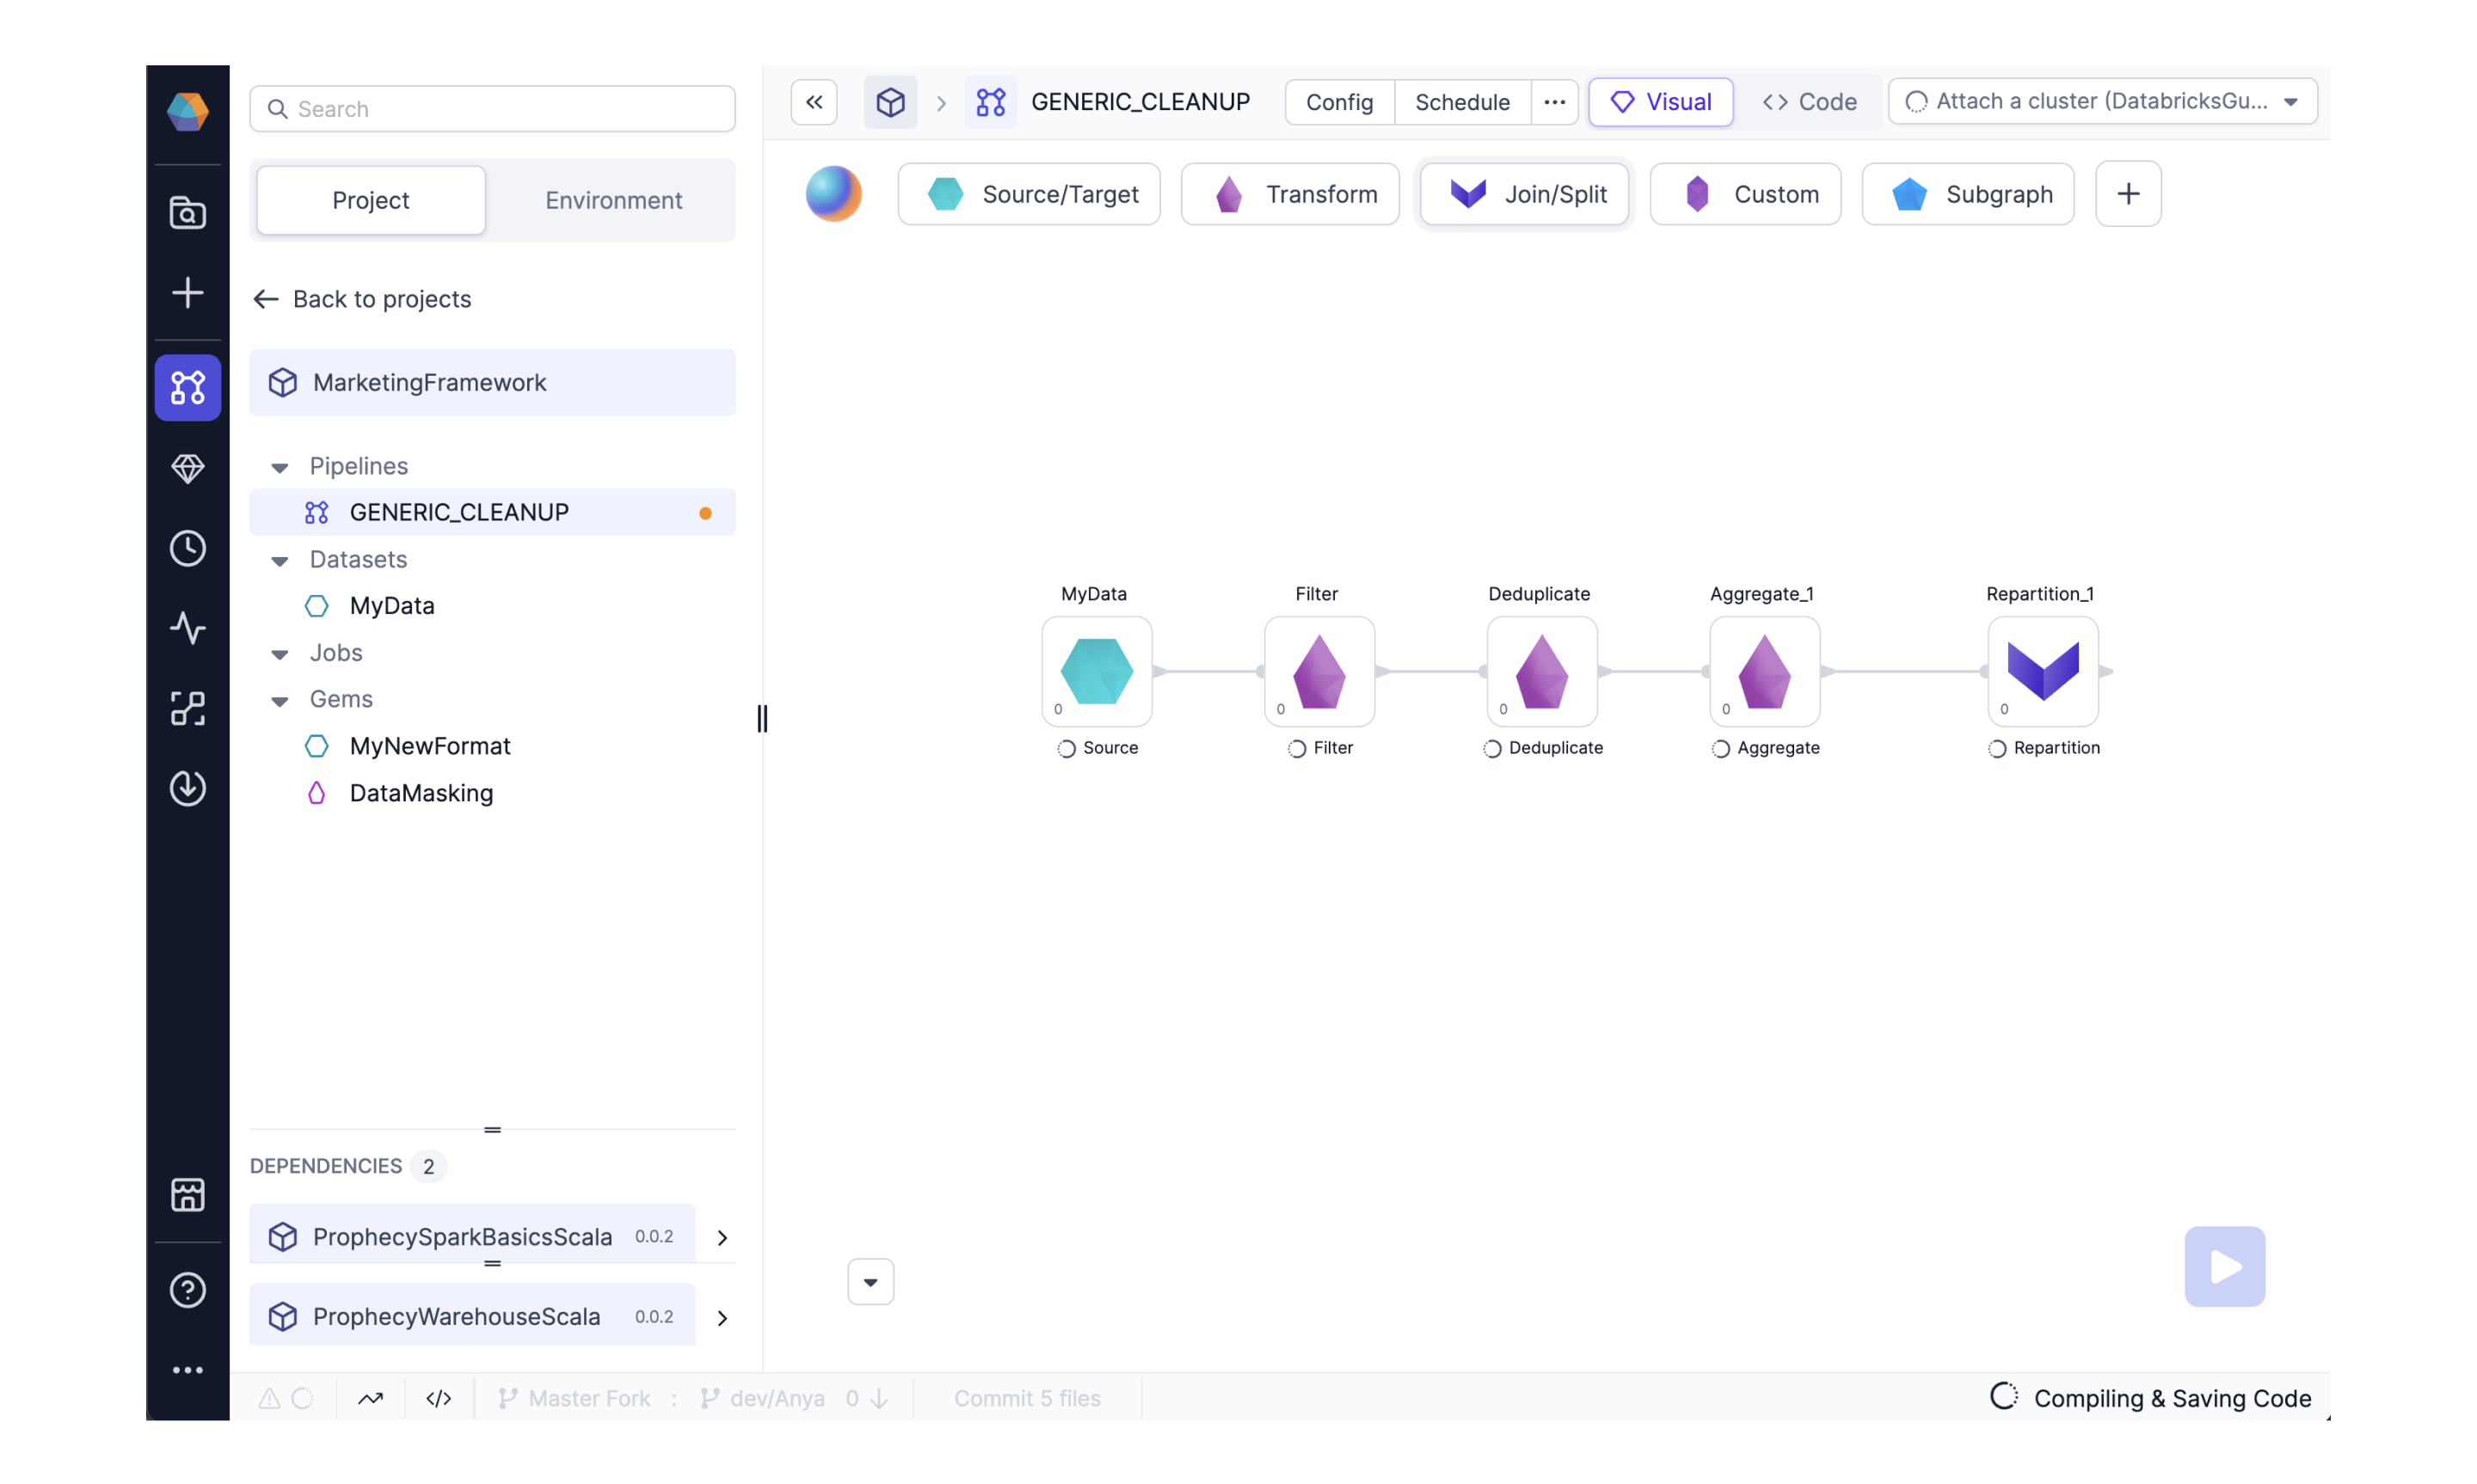 Search
Project Environment
Back to projects
MarketingFramework
Pipelines
GENERIC_CLEANUP
Datasets
MyData
Jobs
Gems
MyNewFormat
DataMasking
DEPENDENCIES 2
ProphecySparkBasicsScala 0.0.2
ProphecyWarehouseScala 0.0.2
GENERIC_CLEANUP Config Schedule ... Visual <> Code Attach a cluster (DatabricksGu...
Source/Target Transform Join/Split Custom Subgraph +
MyData Filter Deduplicate Aggregate_1 Repartition_1
0 0 0 0 0
Source Filter Deduplicate Aggregate Repartition
</> Master Fork : dev/Anya 0 Commit 5 files Compiling & Saving Code